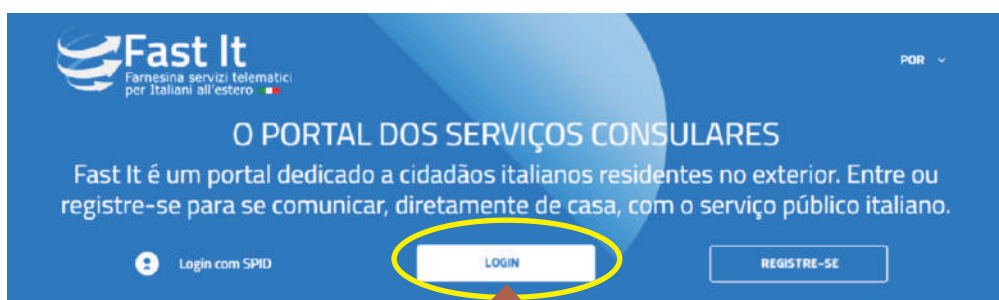 Fast It
Farnesina servizi telematici
per Italiani all'estero
POR
O PORTAL DOS SERVIÇOS CONSULARES
Fast It é um portal dedicado a cidadãos italianos residentes no exterior. Entre ou
registre-se para se comunicar, diretamente de casa, com o serviço público italiano.
Login com SPID
LOGIN
REGISTRE-SE